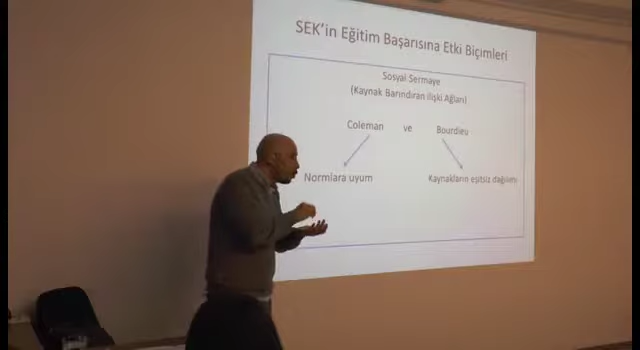 SEK'in Eğitim Başarısına Etki Biçimleri
Sosyal Sermaye
(Kaynak Barındıran İlişki Ağları)
Coleman ve Bourdieu
Normlara uyum Kaynakların eşitsiz dağılımı